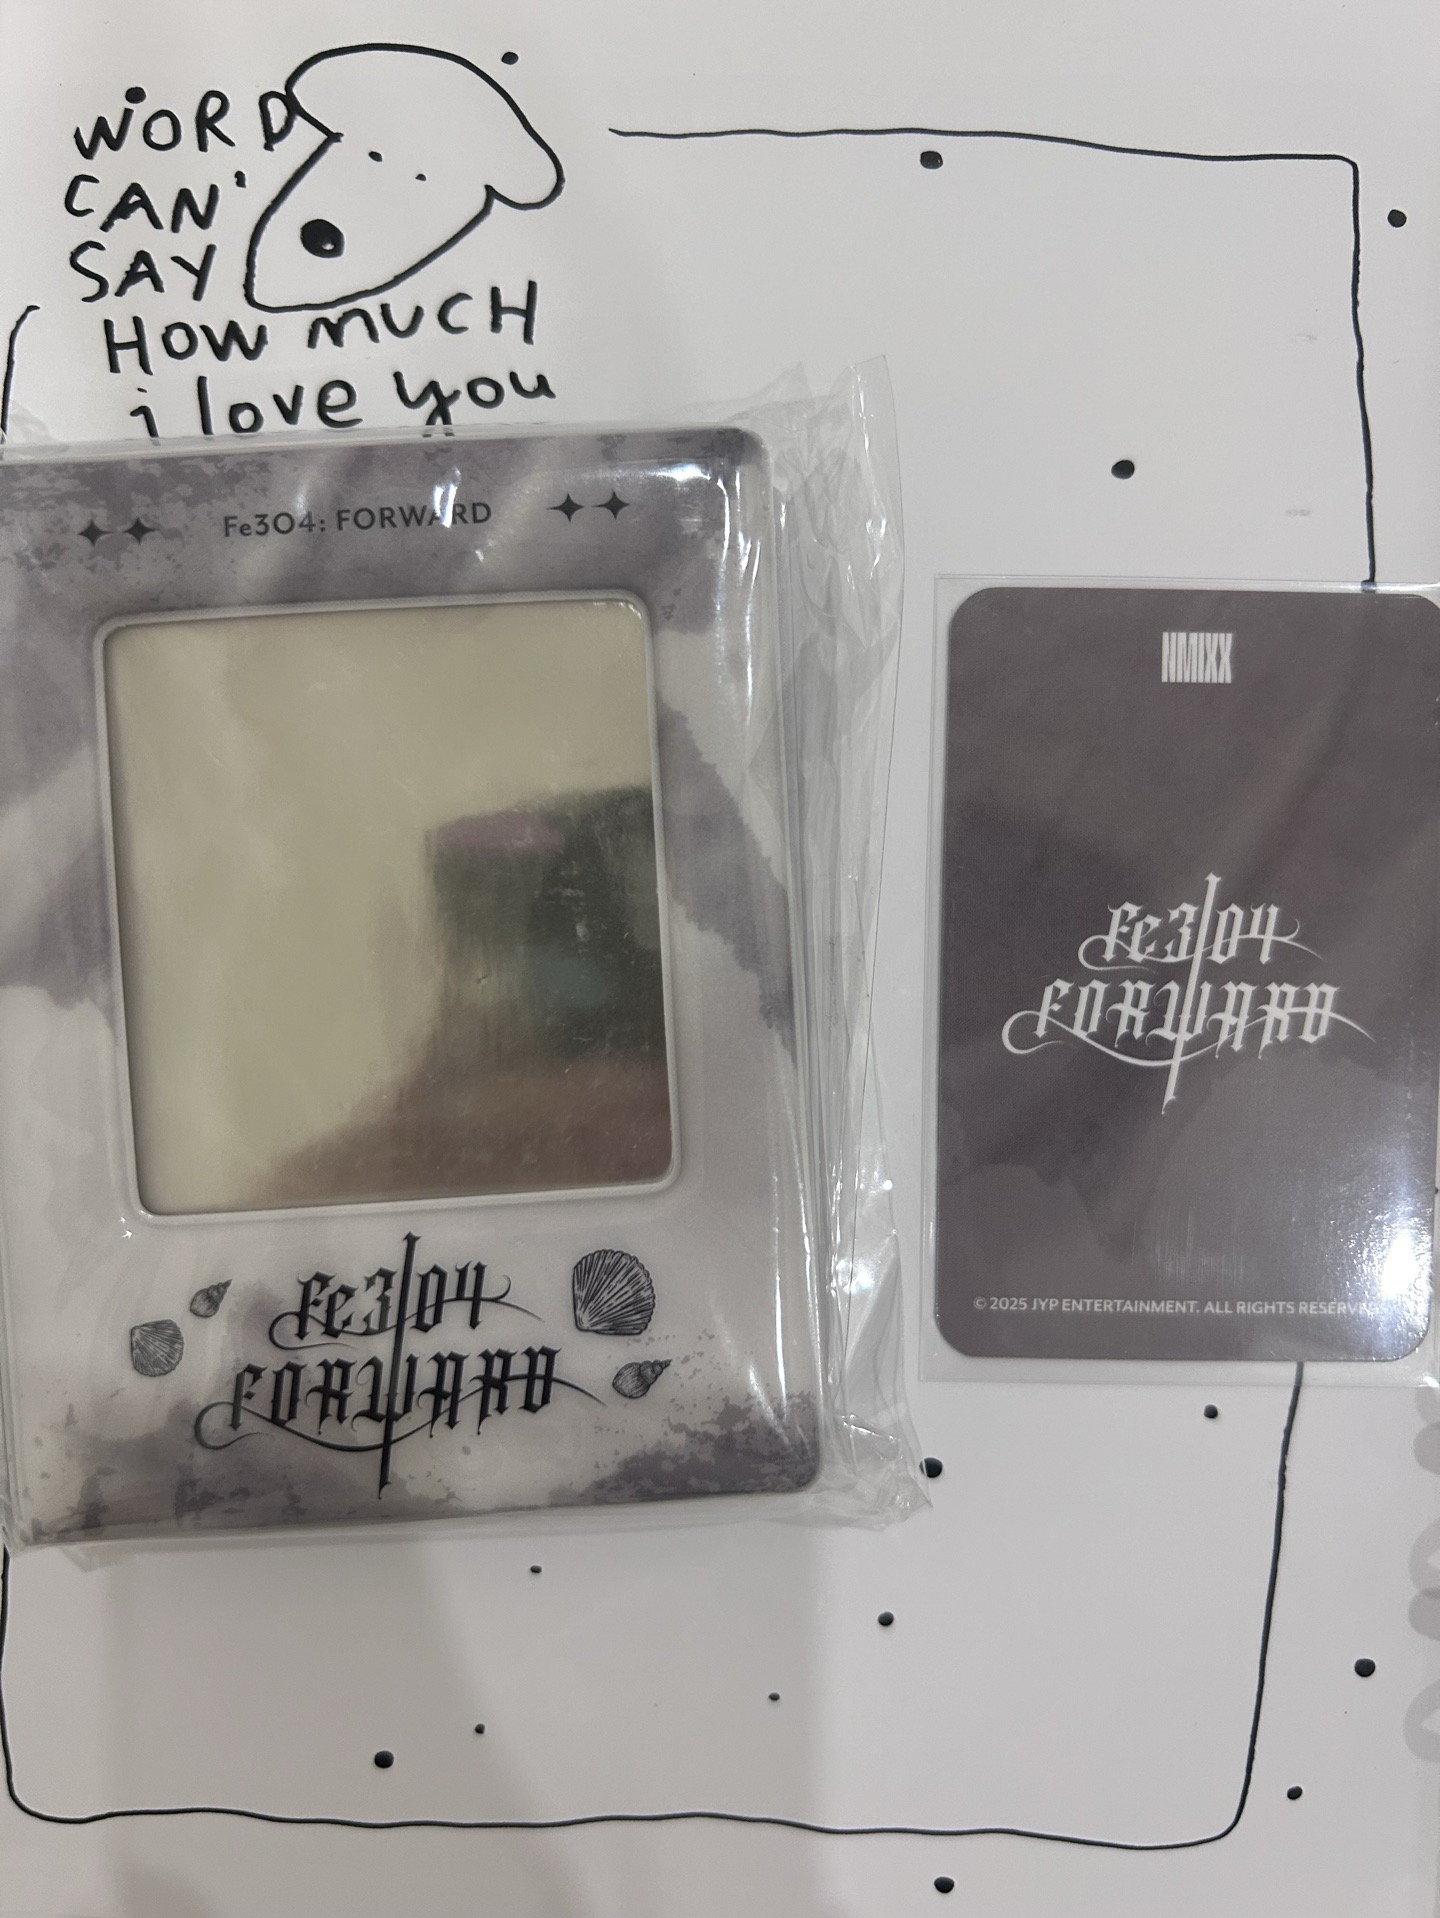 WORD
CAN'
SAY
HOW MUCH
i love you
Fe3O4: FORWARD
Fe3O4
FORWARD
NMIXX
Fe3O4
FORWARD
© 2025 JYP ENTERTAINMENT. ALL RIGHTS RESERVED